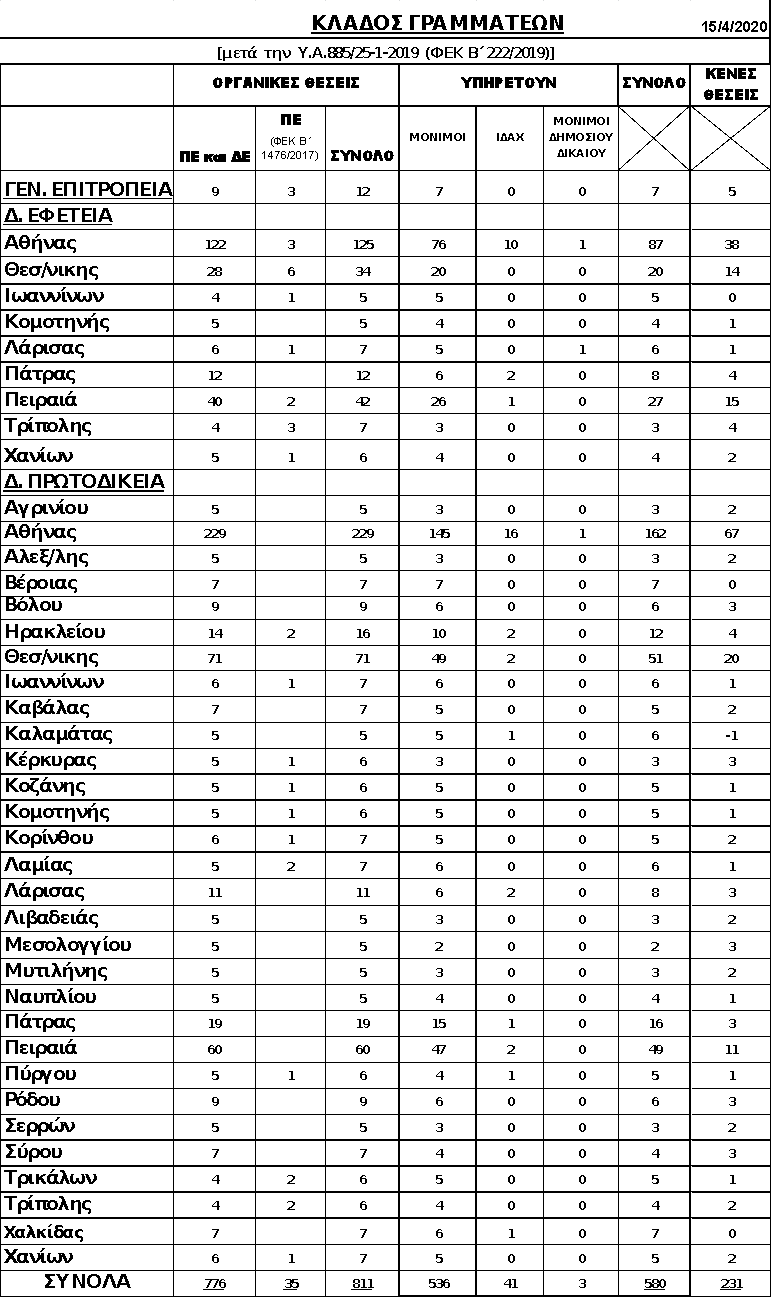 ΚΛΑΔΟΣ ΓΡΑΜΜΑΤΕΩΝ 15/4/2020
[μετά την Υ.Α.885/25-1-2019 (ΦΕΚ Β΄222/2019)]
ΟΡΓΑΝΙΚΕΣ ΘΕΣΕΙΣ ΥΠΗΡΕΤΟΥΝ ΣΥΝΟΛΟ ΚΕΝΕΣ ΘΕΣΕΙΣ
ΠΕ και ΔΕ ΠΕ (ΦΕΚ Β΄ 1476/2017) ΣΥΝΟΛΟ ΜΟΝΙΜΟΙ ΙΔΑΧ ΜΟΝΙΜΟΙ ΔΗΜΟΣΙΟΥ ΔΙΚΑΙΟΥ
ΓΕΝ. ΕΠΙΤΡΟΠΕΙΑ 9 3 12 7 0 0 7 5
Δ. ΕΦΕΤΕΙΑ
Αθήνας 122 3 125 76 10 1 87 38
Θεσ/νικης 28 6 34 20 0 0 20 14
Ιωαννίνων 4 1 5 5 0 0 5 0
Κομοτηνής 5 5 4 0 0 4 1
Λάρισας 6 1 7 5 0 1 6 1
Πάτρας 12 12 6 2 0 8 4
Πειραιά 40 2 42 26 1 0 27 15
Τρίπολης 4 3 7 3 0 0 3 4
Χανίων 5 1 6 4 0 0 4 2
Δ. ΠΡΩΤΟΔΙΚΕΙΑ
Αγρινίου 5 5 3 0 0 3 2
Αθήνας 229 229 145 16 1 162 67
Αλεξ/λης 5 5 3 0 0 3 2
Βέροιας 7 7 7 0 0 7 0
Βόλου 9 9 6 0 0 6 3
Ηρακλείου 14 2 16 10 2 0 12 4
Θεσ/νικης 71 71 49 2 0 51 20
Ιωαννίνων 6 1 7 6 0 0 6 1
Καβάλας 7 7 5 0 0 5 2
Καλαμάτας 5 5 5 1 0 6 -1
Κέρκυρας 5 1 6 3 0 0 3 3
Κοζάνης 5 1 6 5 0 0 5 1
Κομοτηνής 5 1 6 5 0 0 5 1
Κορίνθου 6 1 7 5 0 0 5 2
Λαμίας 5 2 7 6 0 0 6 1
Λάρισας 11 11 6 2 0 8 3
Λιβαδειάς 5 5 3 0 0 3 2
Μεσολογγίου 5 5 2 0 0 2 3
Μυτιλήνης 5 5 3 0 0 3 2
Ναυπλίου 5 5 4 0 0 4 1
Πάτρας 19 19 15 1 0 16 3
Πειραιά 60 60 47 2 0 49 11
Πύργου 5 1 6 4 1 0 5 1
Ρόδου 9 9 6 0 0 6 3
Σερρών 5 5 3 0 0 3 2
Σύρου 7 7 4 0 0 4 3
Τρικάλων 4 2 6 5 0 0 5 1
Τρίπολης 4 2 6 4 0 0 4 2
Χαλκίδας 7 7 6 1 0 7 0
Χανίων 6 1 7 5 0 0 5 2
ΣΥΝΟΛΑ 776 35 811 536 41 3 580 231